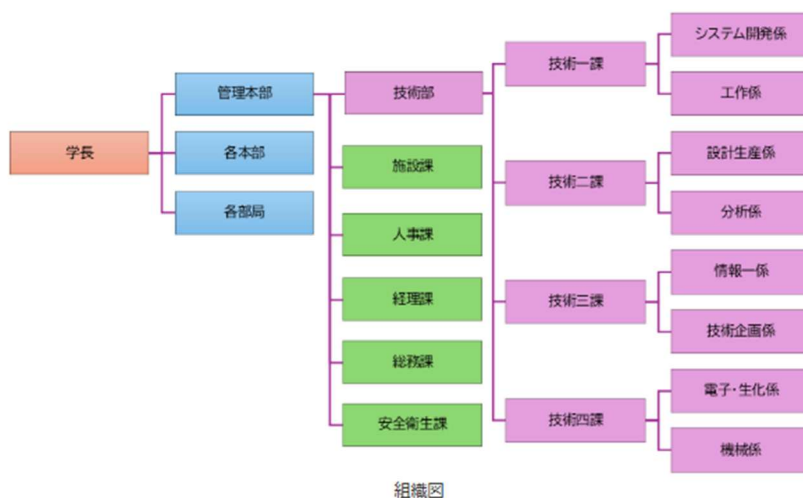 学長
管理本部
各本部
各部局
技術部
施設課
人事課
経理課
総務課
安全衛生課
技術一課
技術二課
技術三課
技術四課
システム開発係
工作係
設計生産係
分析係
情報一係
技術企画係
電子・生化係
機械係
組織図